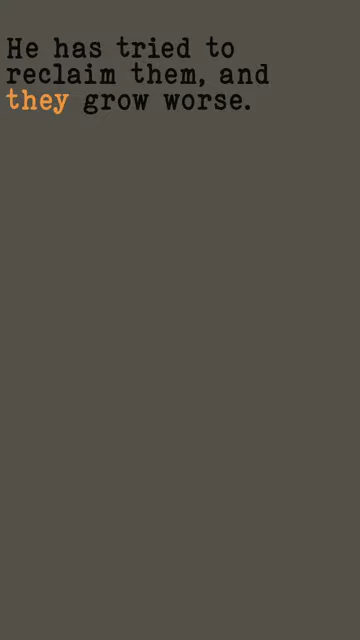 He has tried to
reclaim them, and
they grow worse.